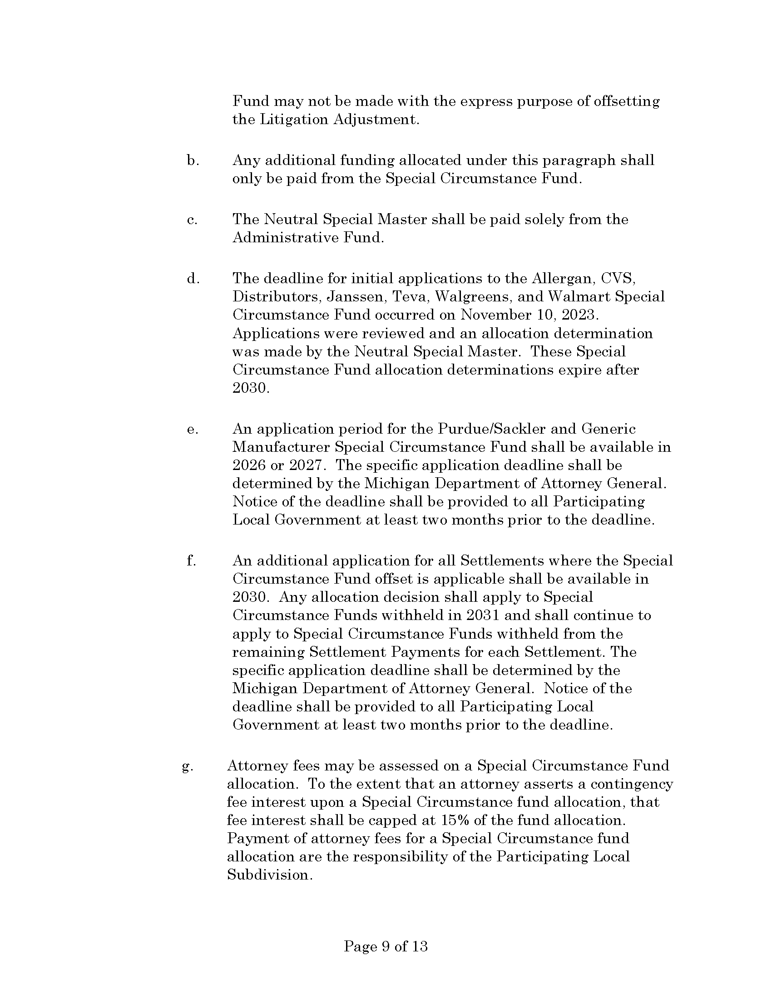 Fund may not be made with the express purpose of offsetting
the Litigation Adjustment.
b. Any additional funding allocated under this paragraph shall
only be paid from the Special Circumstance Fund.
c. The Neutral Special Master shall be paid solely from the
Administrative Fund.
d. The deadline for initial applications to the Allergan, CVS,
Distributors, Janssen, Teva, Walgreens, and Walmart Special
Circumstance Fund occurred on November 10, 2023.
Applications were reviewed and an allocation determination
was made by the Neutral Special Master.  These Special
Circumstance Fund allocation determinations expire after
2030.
e. An application period for the Purdue/Sackler and Generic
Manufacturer Special Circumstance Fund shall be available in
2026 or 2027.  The specific application deadline shall be
determined by the Michigan Department of Attorney General.
Notice of the deadline shall be provided to all Participating
Local Government at least two months prior to the deadline.
f. An additional application for all Settlements where the Special
Circumstance Fund offset is applicable shall be available in
2030.  Any allocation decision shall apply to Special
Circumstance Funds withheld in 2031 and shall continue to
apply to Special Circumstance Funds withheld from the
remaining Settlement Payments for each Settlement. The
specific application deadline shall be determined by the
Michigan Department of Attorney General.  Notice of the
deadline shall be provided to all Participating Local
Government at least two months prior to the deadline.
g. Attorney fees may be assessed on a Special Circumstance Fund
allocation.  To the extent that an attorney asserts a contingency
fee interest upon a Special Circumstance fund allocation, that
fee interest shall be capped at 15% of the fund allocation.
Payment of attorney fees for a Special Circumstance fund
allocation are the responsibility of the Participating Local
Subdivision.
Page 9 of 13